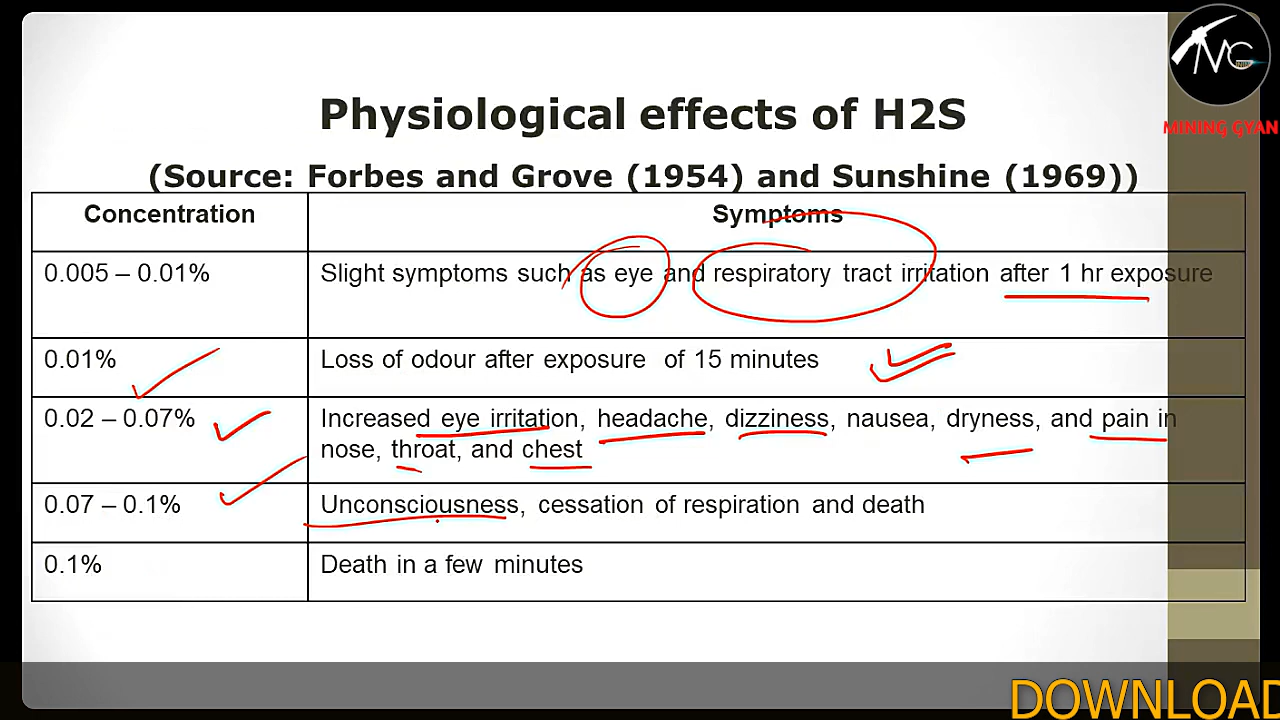 MG
MINING GYAN
Physiological effects of H2S
(Source: Forbes and Grove (1954) and Sunshine (1969))
Concentration Symptoms
0.005 – 0.01% Slight symptoms such as eye and respiratory tract irritation after 1 hr exposure
0.01% Loss of odour after exposure of 15 minutes
0.02 – 0.07% Increased eye irritation, headache, dizziness, nausea, dryness, and pain in
nose, throat, and chest
0.07 – 0.1% Unconsciousness, cessation of respiration and death
0.1% Death in a few minutes
DOWNLOAD